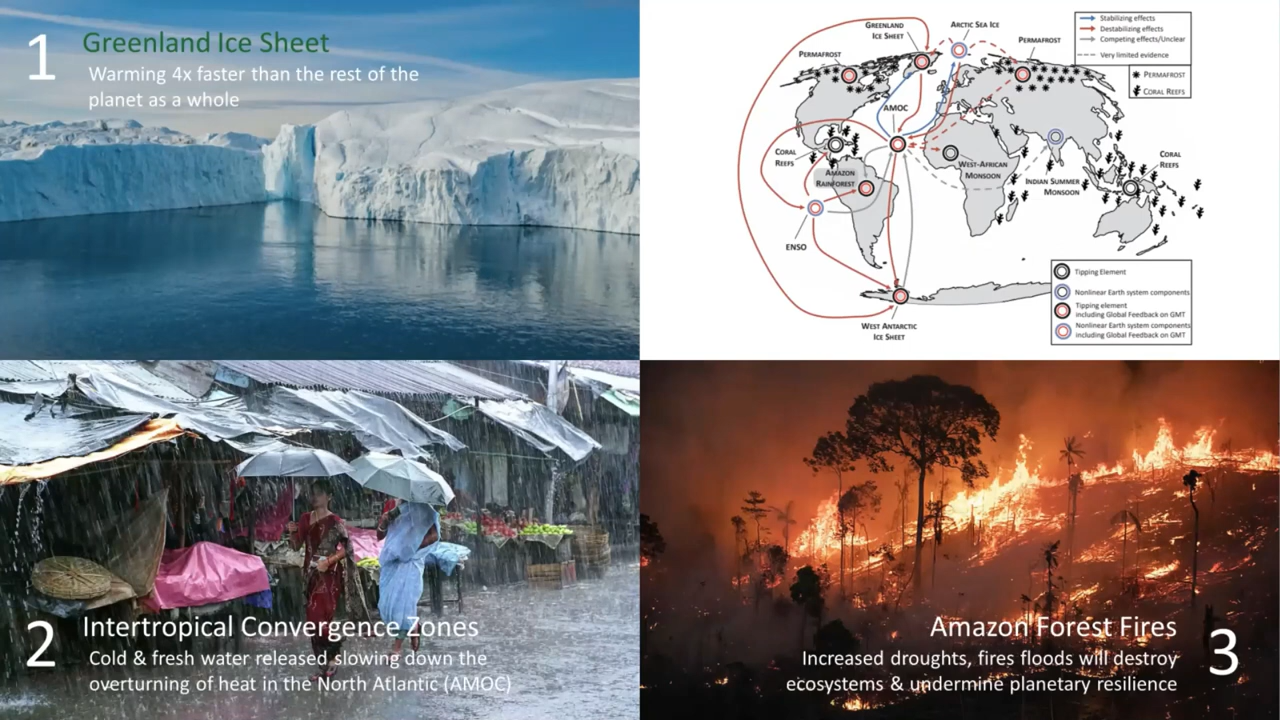 1
Greenland Ice Sheet
Warming 4x faster than the rest of the
planet as a whole
GREENLAND
ICE SHEET
ARCTIC SEA ICE
PERMAFROST
PERMAFROST
AMOC
CORAL
REEFS
AMAZON
RAINFOREST
WEST-AFRICAN
MONSOON
INDIAN SUMMER
MONSOON
CORAL
REEFS
ENSO
WEST ANTARCTIC
ICE SHEET
Stabilizing effects
Destabilizing effects
Competing effects/Unclear
Very limited evidence
PERMAFROST
CORAL REEFS
Tipping Element
Nonlinear Earth system components
Tipping element
including Global Feedback on GMT
Nonlinear Earth system components
including Global Feedback on GMT
2
Intertropical Convergence Zones
Cold & fresh water released slowing down the
overturning of heat in the North Atlantic (AMOC)
Amazon Forest Fires
Increased droughts, fires floods will destroy
ecosystems & undermine planetary resilience
3